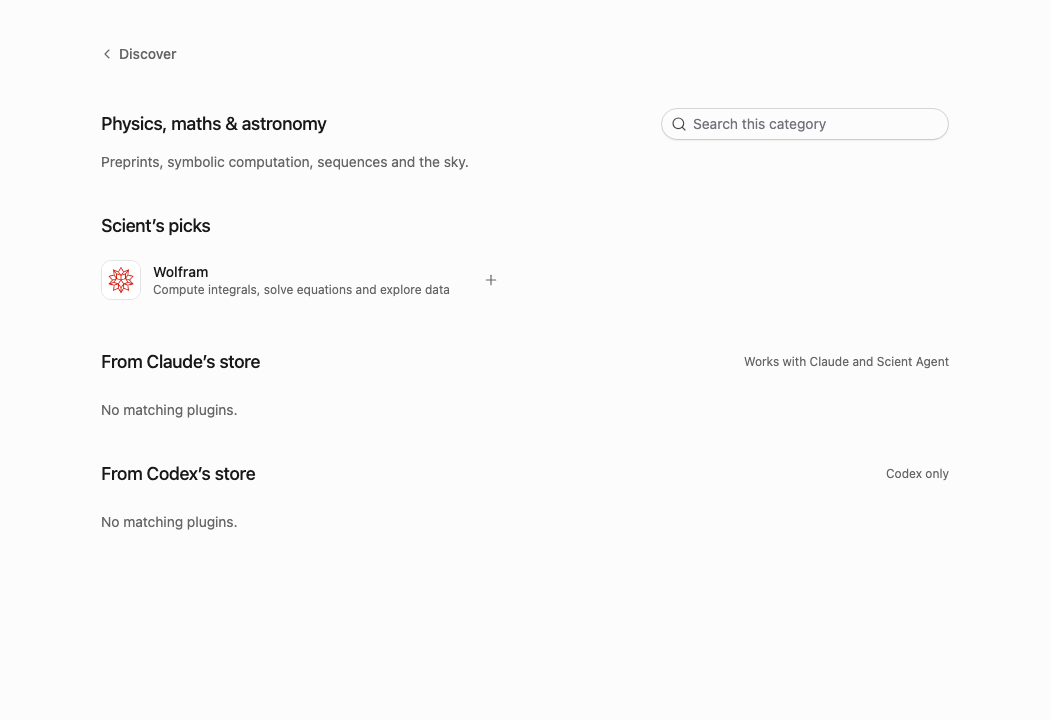 Discover
Physics, maths & astronomy
Search this category
Preprints, symbolic computation, sequences and the sky.
Scient’s picks
Wolfram
Compute integrals, solve equations and explore data
From Claude’s store
Works with Claude and Scient Agent
No matching plugins.
From Codex’s store
Codex only
No matching plugins.